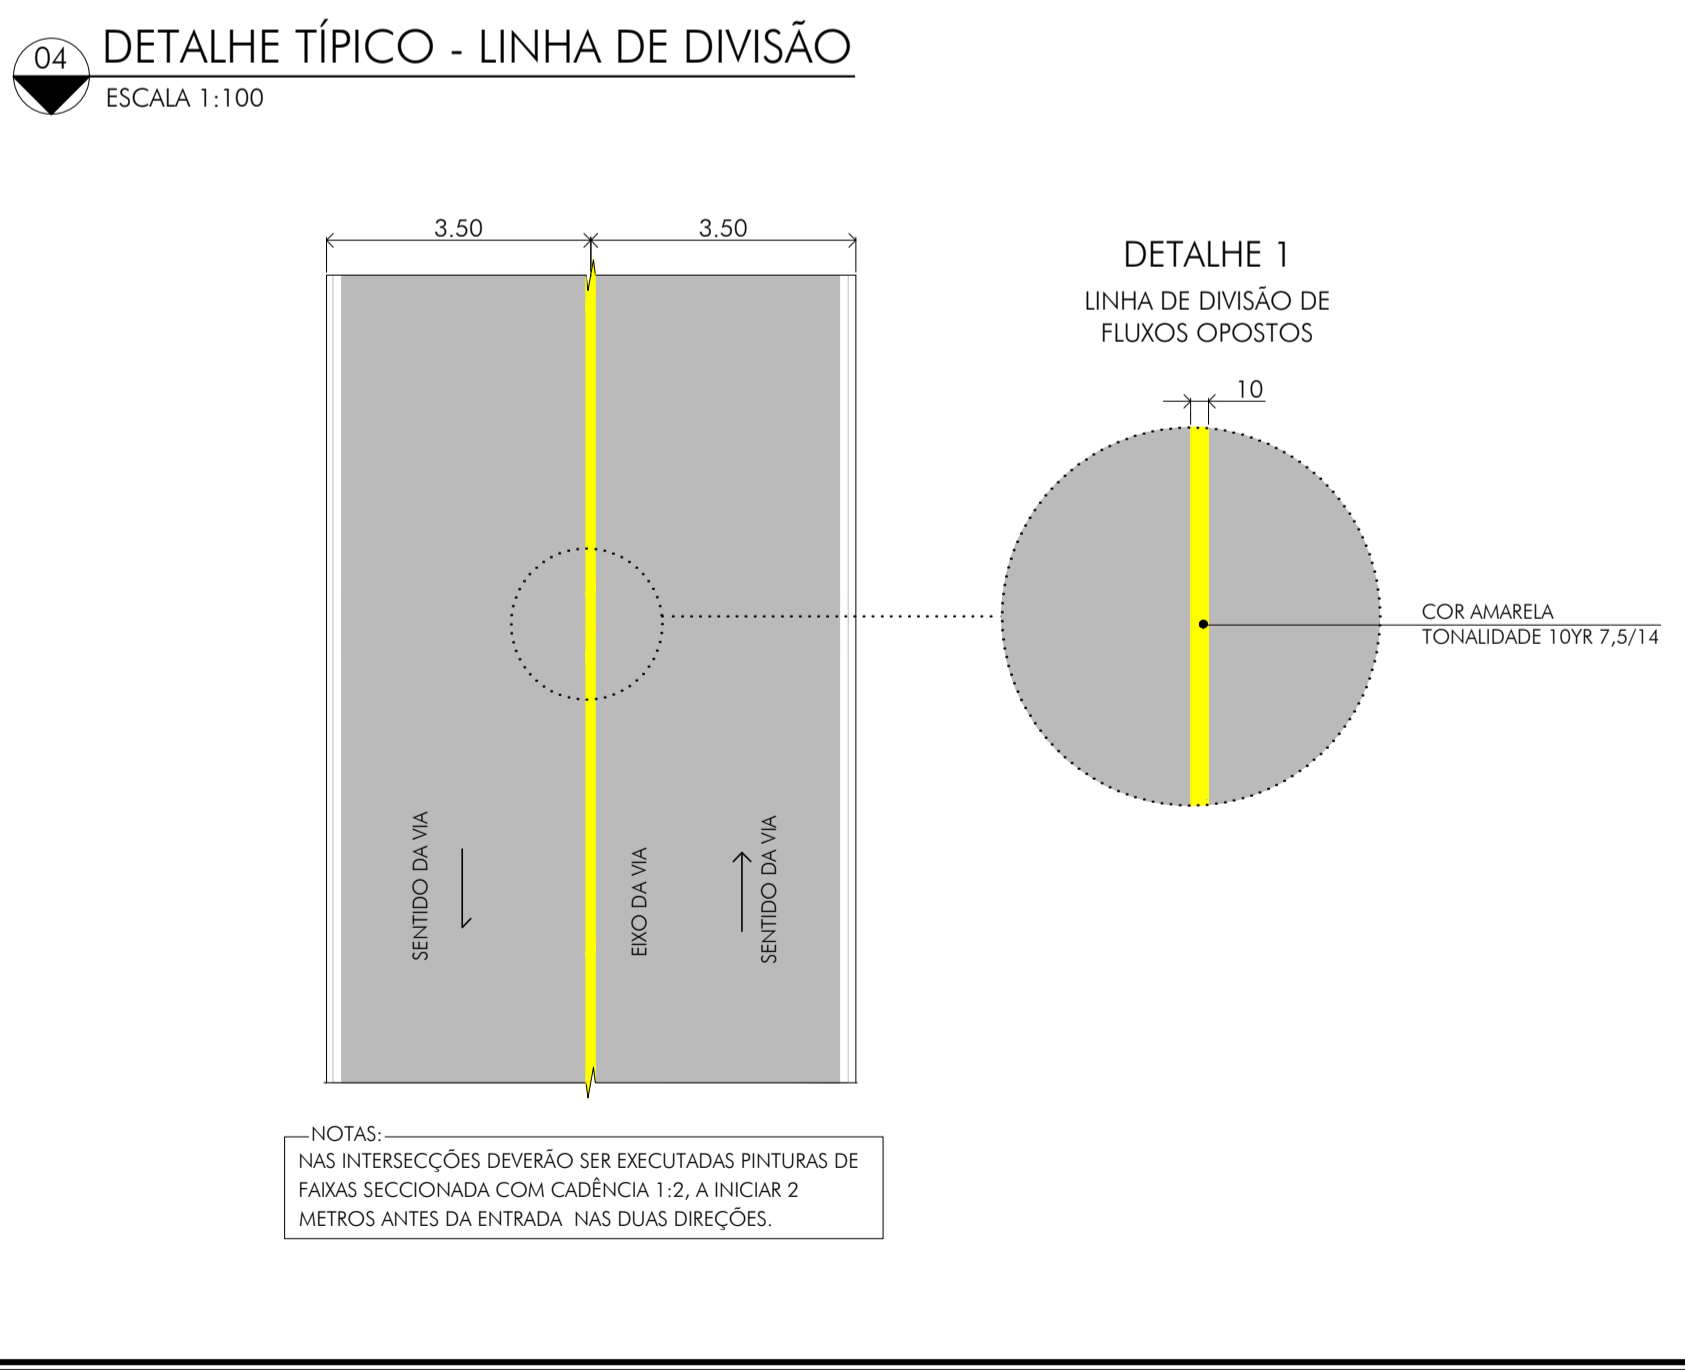 04
DETALHE TÍPICO - LINHA DE DIVISÃO
ESCALA 1:100
3.50
3.50
DETALHE 1
LINHA DE DIVISÃO DE
FLUXOS OPOSTOS
10
COR AMARELA
TONALIDADE 10YR 7,5/14
SENTIDO DA VIA
EIXO DA VIA
SENTIDO DA VIA
NOTAS:
NAS INTERSECÇÕES DEVERÃO SER EXECUTADAS PINTURAS DE
FAIXAS SECCIONADA COM CADÊNCIA 1:2, A INICIAR 2
METROS ANTES DA ENTRADA  NAS DUAS DIREÇÕES.